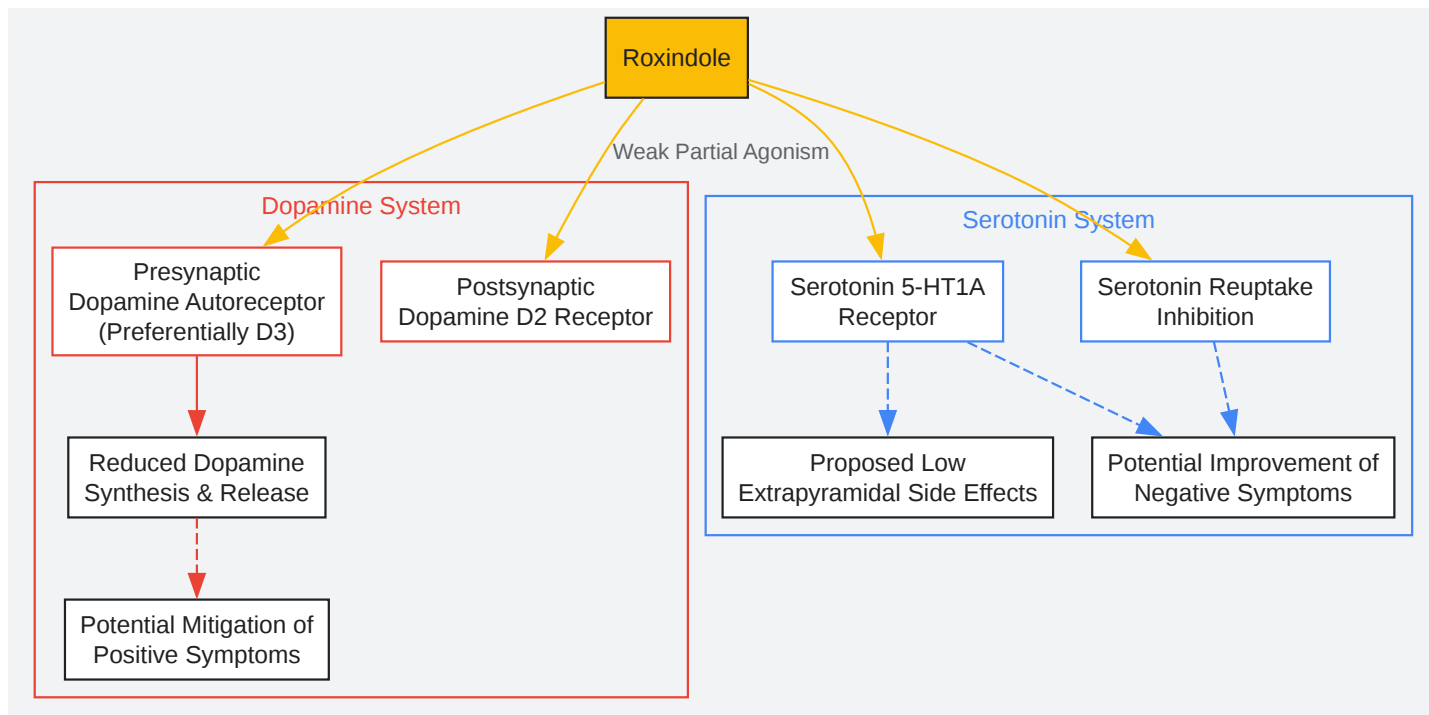 Roxindole
Weak Partial Agonism
Dopamine System
Serotonin System
Presynaptic
Dopamine Autoreceptor
(Preferentially D3)
Postsynaptic
Dopamine D2 Receptor
Serotonin 5-HT1A
Receptor
Serotonin Reuptake
Inhibition
Reduced Dopamine
Synthesis & Release
Proposed Low
Extrapyramidal Side Effects
Potential Improvement of
Negative Symptoms
Potential Mitigation of
Positive Symptoms